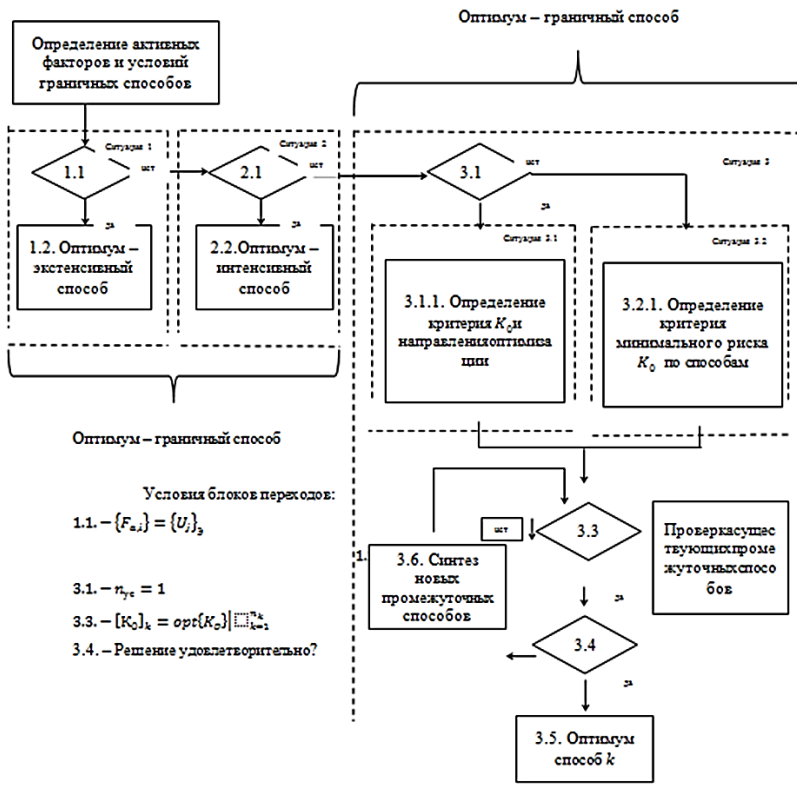 Оптимум – граничный способ
Определение активных
факторов и условий
граничных способов
Ситуация 1
Ситуация 2
Ситуация 3
1.1
нет
2.1
нет
3.1
нет
да
да
да
1.2. Оптимум –
экстенсивный
способ
2.2.Оптимум –
интенсивный
способ
Ситуация 3.1
Ситуация 3.2
3.1.1. Определение
критерия K₀и
направленияоптимиза
ции
3.2.1. Определение
критерия
минимального риска
K₀ по способам
Оптимум – граничный способ
Условия блоков переходов:
1.1. – {Fₐ,ᵢ} = {Uⱼ}э
3.1. – nус = 1
3.3. – [K₀]ₖ = opt{K₀}|ⁿᵏₖ₌₁
3.4. – Решение удовлетворительно?
нет
3.3
Проверкасущес
твующихпроме
жуточныхспосо
бов
1.
3.6. Синтез
новых
промежуточных
способов
да
3.4
да
3.5. Оптимум
способ k